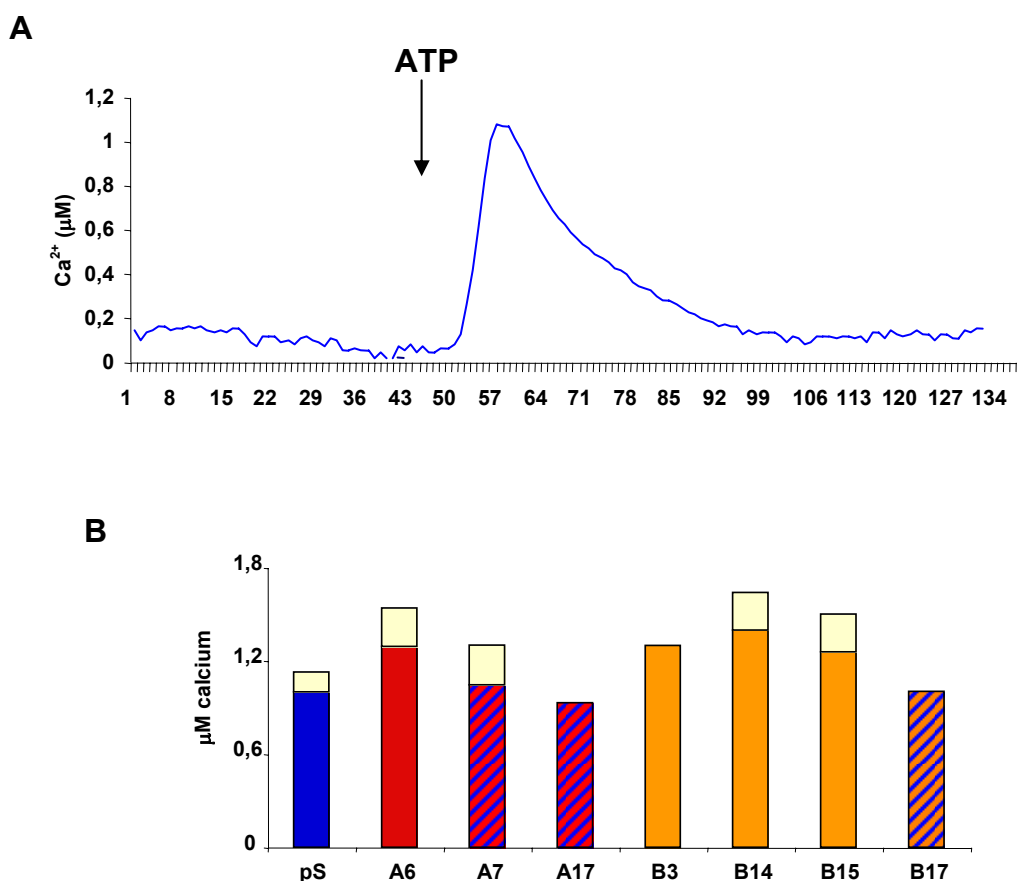 A
ATP
1,2
1
0,8
0,6
0,4
0,2
0
Ca²⁺ (μM)
1 8 15 22 29 36 43 50 57 64 71 78 85 92 99 106 113 120 127 134
B
1,8
1,2
0,6
0
μM calcium
pS A6 A7 A17 B3 B14 B15 B17